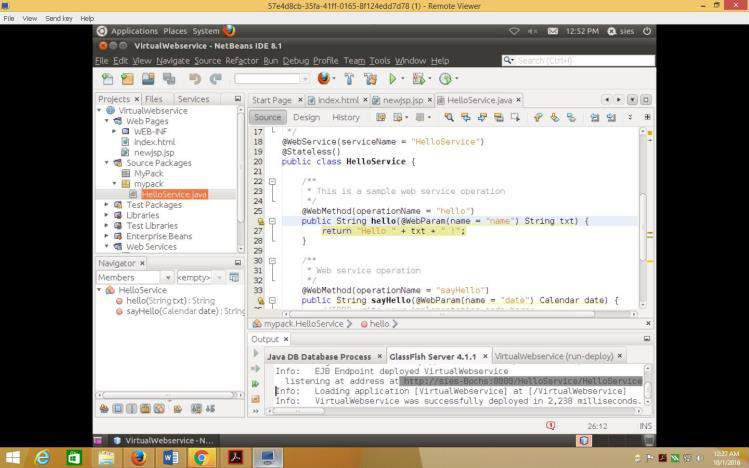 57e4d8cb-35fa-41ff-0165-8f124edd7d78 (1) - Remote Viewer
File View Send key Help
Applications Places System
12:52 PM sies
VirtualWebservice - NetBeans IDE 8.1
File Edit View Navigate Source Refactor Run Debug Profile Team Tools Window Help
Search (Ctrl+I)
Projects Files Services
Start Page index.html newjsp.jsp HelloService.java
VirtualWebservice
Web Pages
WEB-INF
index.html
newjsp.jsp
Source Packages
MyPack
mypack
HelloService.java
Test Packages
Libraries
Test Libraries
Enterprise Beans
Web Services
Source Design History
17 */
18 @WebService(serviceName = "HelloService")
19 @Stateless()
20 public class HelloService {
21
22 /**
23 * This is a sample web service operation
24 */
25 @WebMethod(operationName = "hello")
public String hello(@WebParam(name = "name") String txt) {
27 return "Hello " + txt + " !";
28 }
29
30 /**
31 * Web service operation
32 */
33 @WebMethod(operationName = "sayHello")
public String sayHello(@WebParam(name = "date") Calendar date) {
Navigator
Members <empty>
HelloService
hello(String txt) : String
sayHello(Calendar date) : String
mypack.HelloService hello
Output
Java DB Database Process GlassFish Server 4.1.1 VirtualWebservice (run-deploy)
Info: EJB Endpoint deployed VirtualWebservice
listening at address at http://sies-Bochs:8080/HelloService/HelloService
Info: Loading application [VirtualWebservice] at [/VirtualWebservice]
Info: VirtualWebservice was successfully deployed in 2,238 milliseconds.
26:12 INS
VirtualWebservice - N...
12:27 AM
10/1/2016